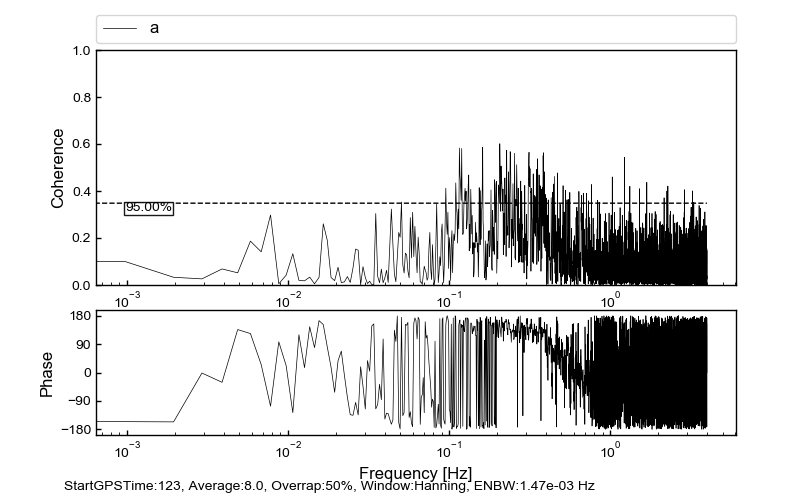 a
1.0
0.8
0.6
0.4
0.2
0.0
Coherence
95.00%
10⁻³ 10⁻² 10⁻¹ 10⁰
180
90
0
−90
−180
Phase
10⁻³ 10⁻² 10⁻¹ 10⁰
Frequency [Hz]
StartGPSTime:123, Average:8.0, Overrap:50%, Window:Hanning, ENBW:1.47e-03 Hz